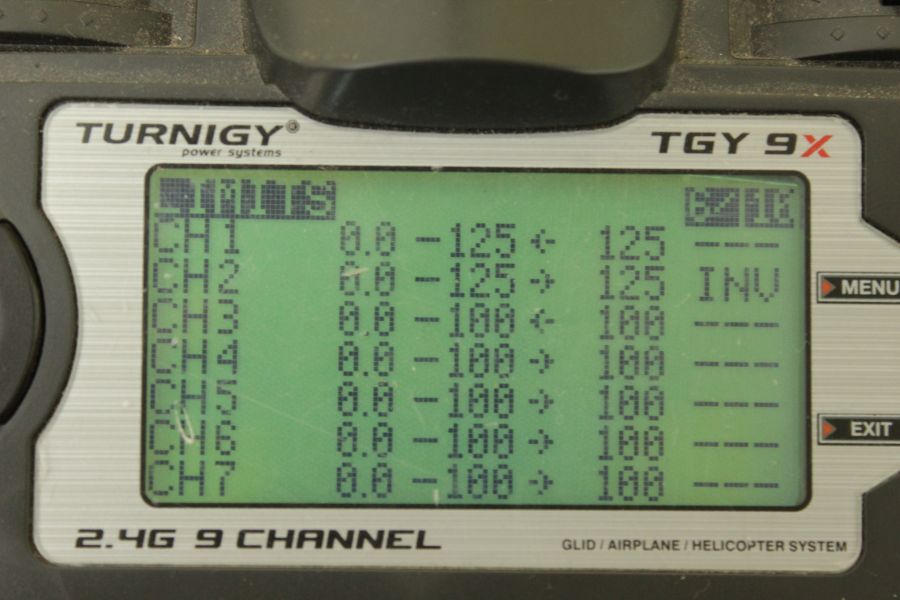 TURNIGY®
power systems
TGY 9X
LIMITS 6/10
CH1 0.0 -125 ← 125 ---
CH2 0.0 -125 → 125 INV
CH3 0.0 -100 ← 100 ---
CH4 0.0 -100 → 100 ---
CH5 0.0 -100 → 100 ---
CH6 0.0 -100 → 100 ---
CH7 0.0 -100 → 100 ---
MENU
EXIT
2.4G 9 CHANNEL
GLID / AIRPLANE / HELICOPTER SYSTEM